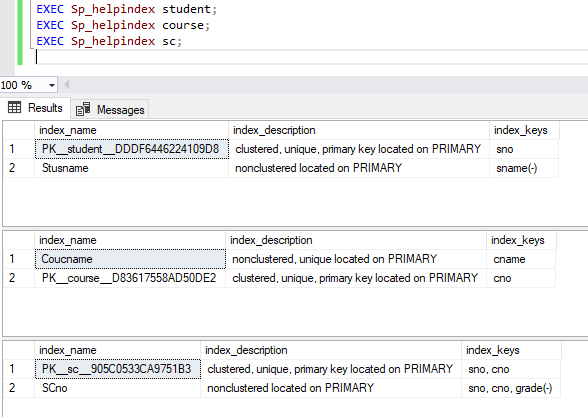 EXEC Sp_helpindex student;
EXEC Sp_helpindex course;
EXEC Sp_helpindex sc;
100 %
Results Messages
index_name index_description index_keys
1 PK__student__DDDF6446224109D8 clustered, unique, primary key located on PRIMARY sno
2 Stusname nonclustered located on PRIMARY sname(-)
index_name index_description index_keys
1 Coucname nonclustered, unique located on PRIMARY cname
2 PK__course__D83617558AD50DE2 clustered, unique, primary key located on PRIMARY cno
index_name index_description index_keys
1 PK__sc__905C0533CA9751B3 clustered, unique, primary key located on PRIMARY sno, cno
2 SCno nonclustered located on PRIMARY sno, cno, grade(-)